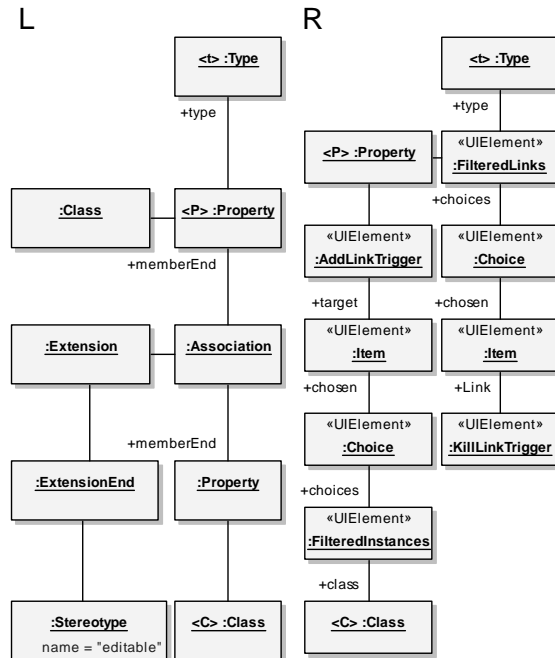 L
<t> :Type
+type
:Class
<P> :Property
+memberEnd
:Extension
:Association
+memberEnd
:ExtensionEnd
:Property
:Stereotype
name = "editable"
<C> :Class
R
<t> :Type
+type
<P> :Property
«UIElement»
:FilteredLinks
+choices
«UIElement»
:AddLinkTrigger
«UIElement»
:Choice
+target
+chosen
«UIElement»
:Item
«UIElement»
:Item
+chosen
+Link
«UIElement»
:Choice
«UIElement»
:KillLinkTrigger
+choices
«UIElement»
:FilteredInstances
+class
<C> :Class